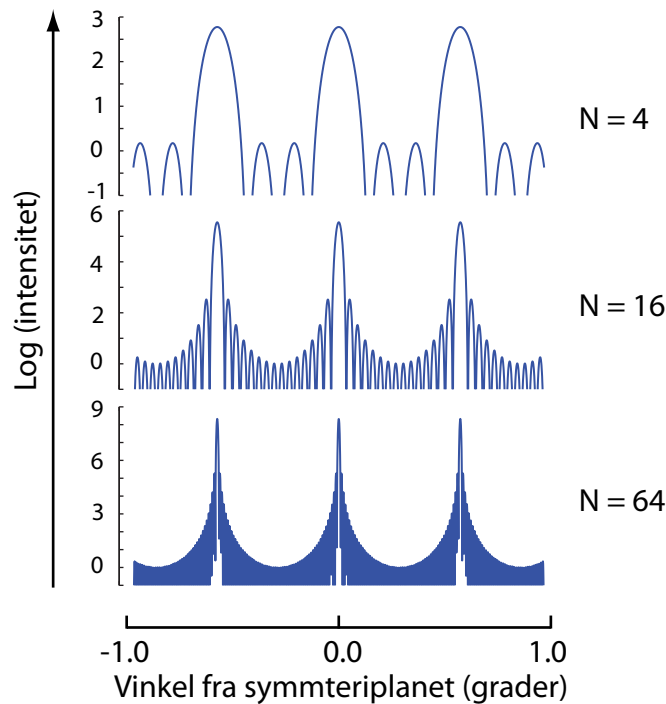 Log (intensitet)
3
2
1
0
-1
N = 4
6
4
2
0
N = 16
9
6
3
0
N = 64
-1.0 0.0 1.0
Vinkel fra symmteriplanet (grader)